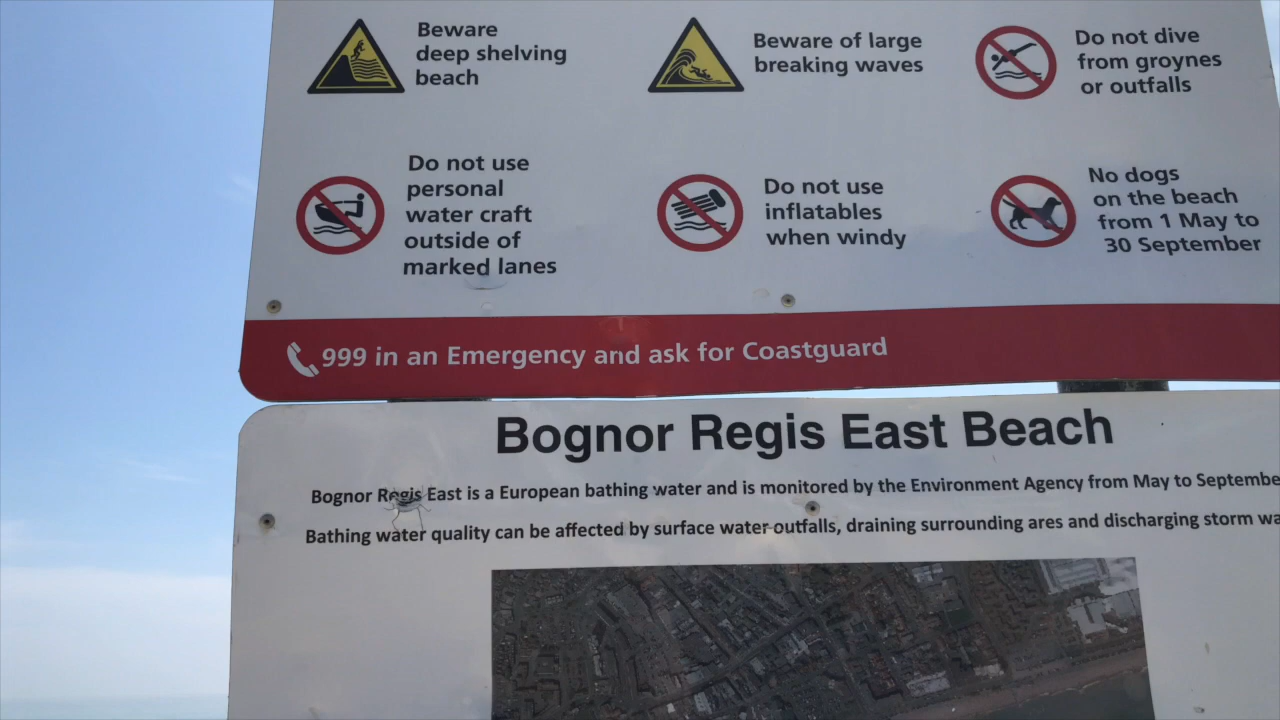 Beware
deep shelving
beach
Beware of large
breaking waves
Do not dive
from groynes
or outfalls
Do not use
personal
water craft
outside of
marked lanes
Do not use
inflatables
when windy
No dogs
on the beach
from 1 May to
30 September
999 in an Emergency and ask for Coastguard
Bognor Regis East Beach
Bognor Regis East is a European bathing water and is monitored by the Environment Agency from May to Septembe
Bathing water quality can be affected by surface water outfalls, draining surrounding ares and discharging storm wa